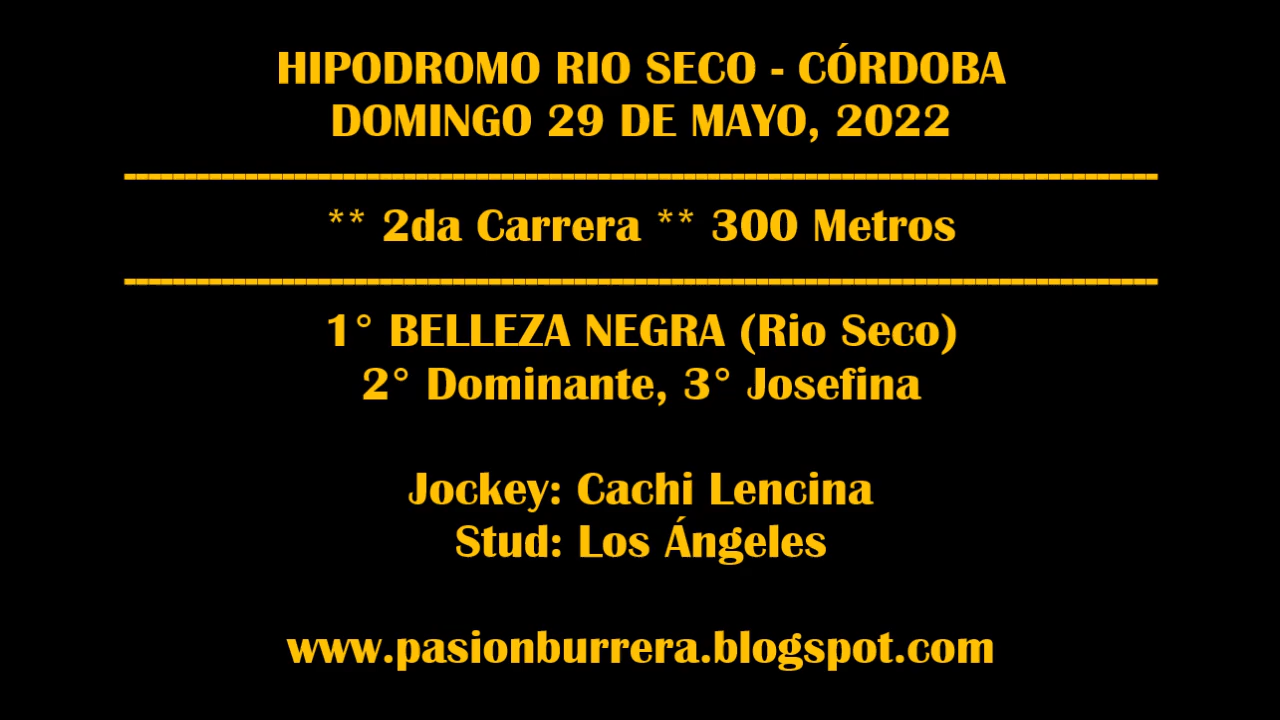 HIPODROMO RIO SECO - CÓRDOBA
DOMINGO 29 DE MAYO, 2022
--------------------------------------------------------------------------------
** 2da Carrera ** 300 Metros
--------------------------------------------------------------------------------
1° BELLEZA NEGRA (Rio Seco)
2° Dominante, 3° Josefina
Jockey: Cachi Lencina
Stud: Los Ángeles
www.pasionburrera.blogspot.com